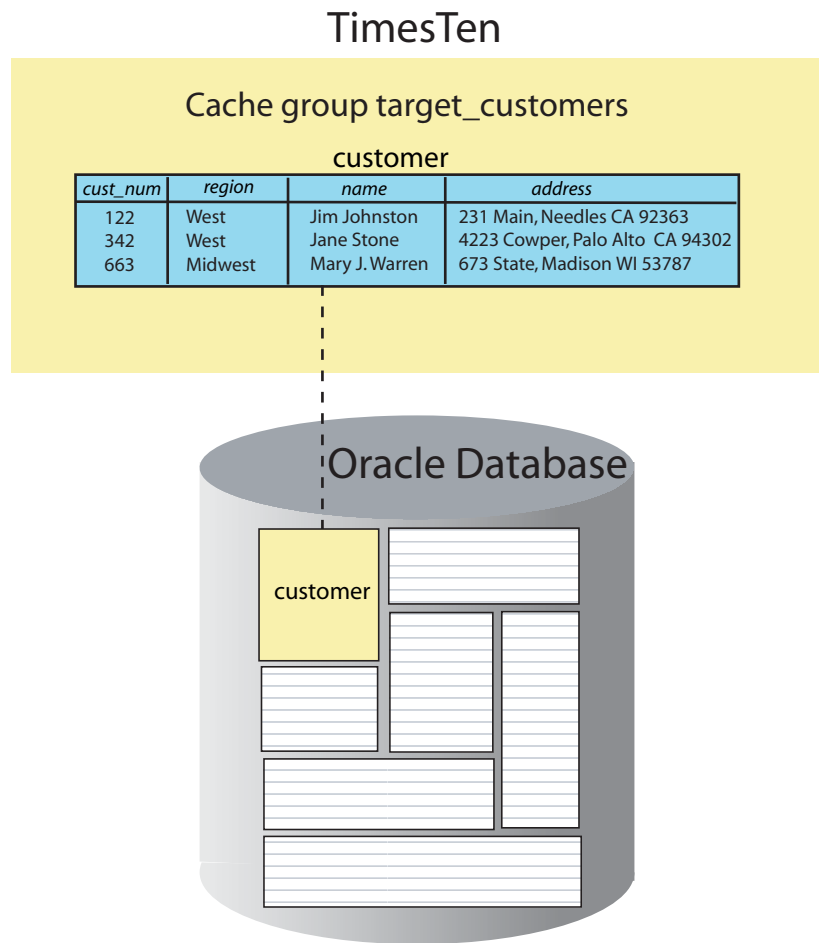 TimesTen
Cache group target_customers
customer
cust_num region name address
122 West Jim Johnston 231 Main, Needles CA 92363
342 West Jane Stone 4223 Cowper, Palo Alto CA 94302
663 Midwest Mary J. Warren 673 State, Madison WI 53787
Oracle Database
customer